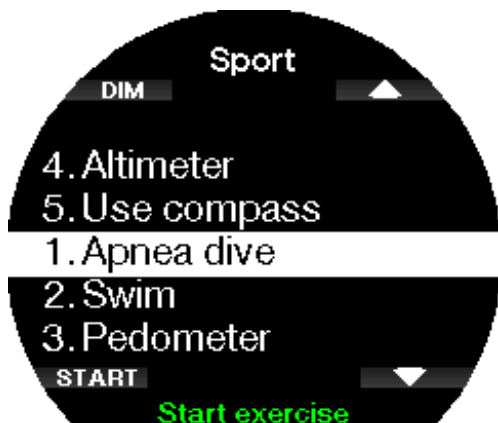 Sport
DIM
4. Altimeter
5. Use compass
1. Apnea dive
2. Swim
3. Pedometer
START
Start exercise